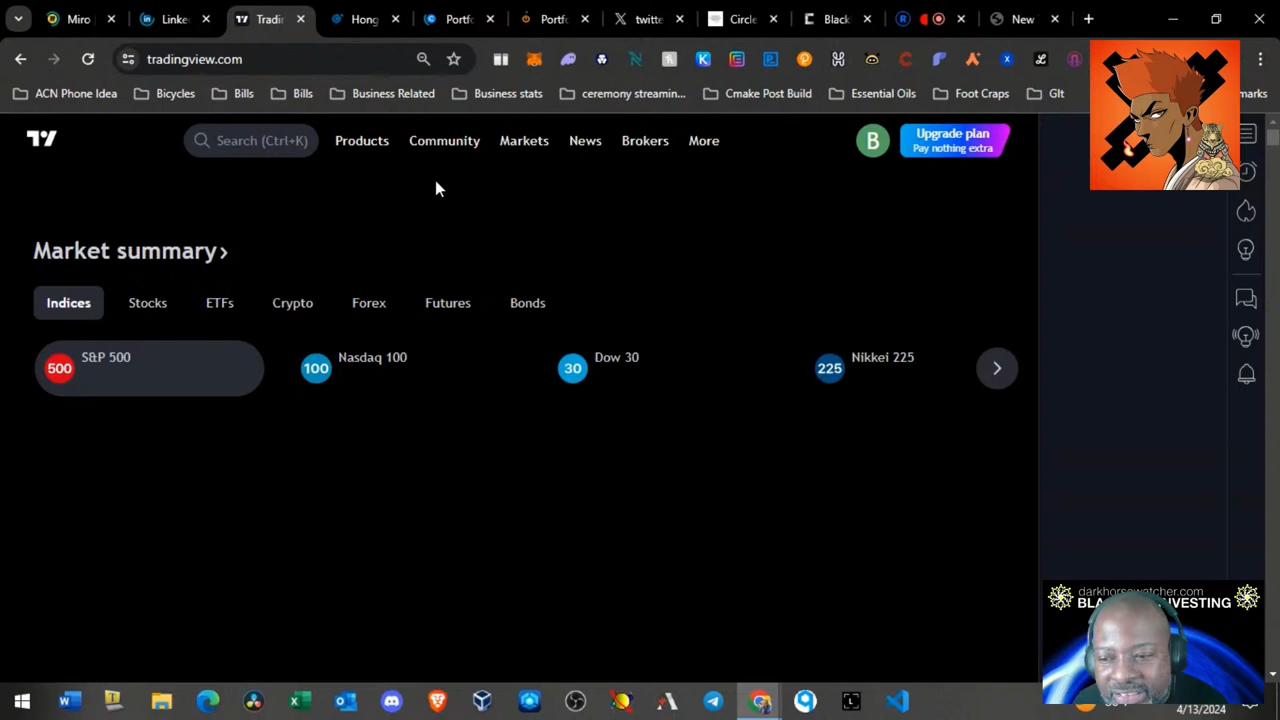 Miro
Linke
Tradin
Hong
Portfo
Portfo
twitte
Circle
Black
New
tradingview.com
ACN Phone Idea
Bicycles
Bills
Bills
Business Related
Business stats
ceremony streamin...
Cmake Post Build
Essential Oils
Foot Craps
GIt
marks
Search (Ctrl+K)
Products
Community
Markets
News
Brokers
More
B
Upgrade plan
Pay nothing extra
Market summary
Indices
Stocks
ETFs
Crypto
Forex
Futures
Bonds
500
S&P 500
100
Nasdaq 100
30
Dow 30
225
Nikkei 225
darkhorsewatcher.com
4/13/2024